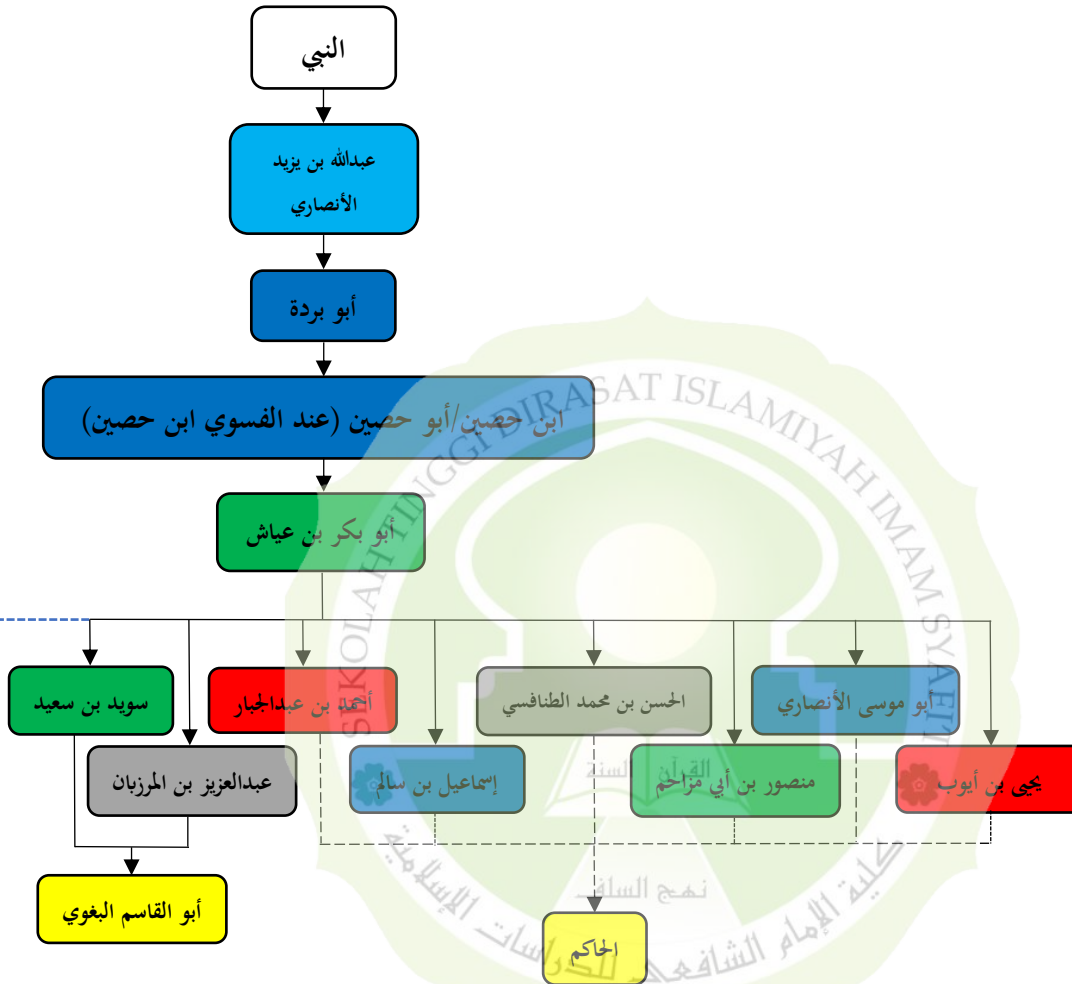 النبي
عبدالله بن يزيد
الأنصاري
أبو بردة
ابن حصين/أبو حصين (عند الفسوي ابن حصين)
أبو بكر بن عياش
أبو موسى الأنصاري
الحسن بن محمد الطنافسي
أحمد بن عبدالجبار
سويد بن سعيد
يحيى بن أيوب
منصور بن أبي مزاحم
إسماعيل بن سالم
عبدالعزيز بن المرزبان
أبو القاسم البغوي
الحاكم
SEKOLAH TINGGI DIRASAT ISLAMIYAH IMAM SYAFI'I
القرآن السنة
نهج السلف
كلية الإمام الشافعي للدراسات الإسلامية